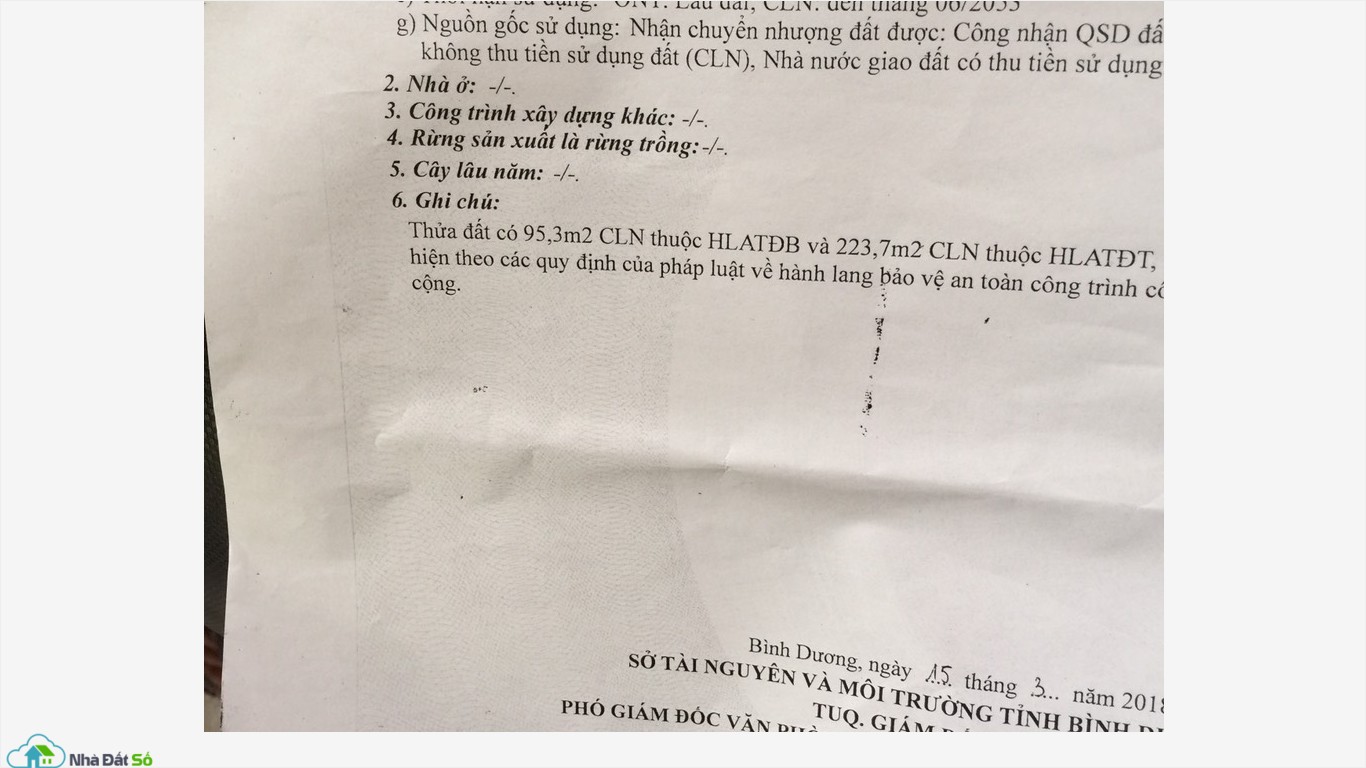 g) Nguồn gốc sử dụng: Nhận chuyển nhượng đất được: Công nhận QSD đấ
không thu tiền sử dụng đất (CLN), Nhà nước giao đất có thu tiền sử dụng
2. Nhà ở: -/-.
3. Công trình xây dựng khác: -/-.
4. Rừng sản xuất là rừng trồng: -/-.
5. Cây lâu năm: -/-.
6. Ghi chú:
Thửa đất có 95,3m2 CLN thuộc HLATĐB và 223,7m2 CLN thuộc HLATĐT,
hiện theo các quy định của pháp luật về hành lang bảo vệ an toàn công trình cô
cộng.
Bình Dương, ngày 15 tháng 3... năm 2018
SỞ TÀI NGUYÊN VÀ MÔI TRƯỜNG TỈNH BÌNH
TUQ. GIÁM
PHÓ GIÁM ĐỐC VĂN
Nhà Đất Số